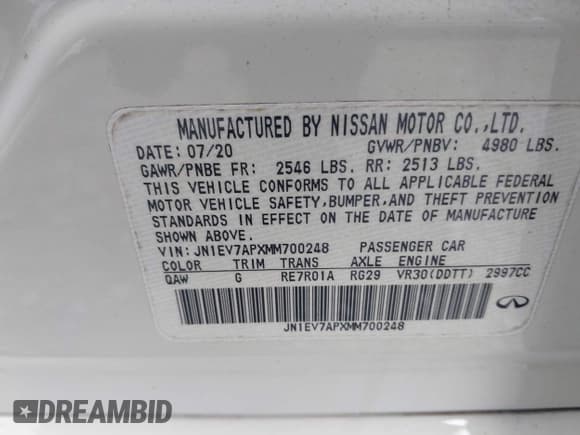 MANUFACTURED BY NISSAN MOTOR CO.,LTD.
DATE: 07/20 GVWR/PNBV: 4980 LBS.
GAWR/PNBE FR: 2546 LBS. RR: 2513 LBS.
THIS VEHICLE CONFORMS TO ALL APPLICABLE FEDERAL
MOTOR VEHICLE SAFETY,BUMPER,AND THEFT PREVENTION
STANDARDS IN EFFECT ON THE DATE OF MANUFACTURE
SHOWN ABOVE.
VIN: JN1EV7APXMM700248 PASSENGER CAR
COLOR TRIM TRANS AXLE ENGINE
QAW G RE7R01A RG29 VR30(DDTT) 2997CC
JN1EV7APXMM700248
DREAMBID